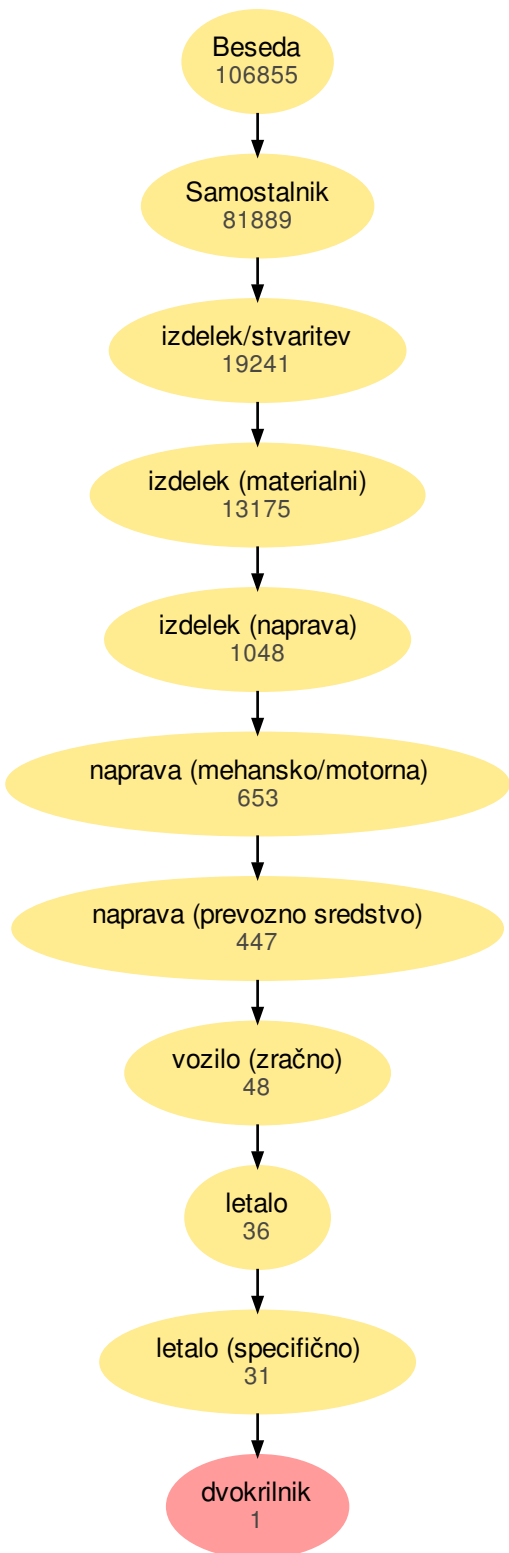 Beseda
106855
Samostalnik
81889
izdelek/stvaritev
19241
izdelek (materialni)
13175
izdelek (naprava)
1048
naprava (mehansko/motorna)
653
naprava (prevozno sredstvo)
447
vozilo (zračno)
48
letalo
36
letalo (specifično)
31
dvokrilnik
1